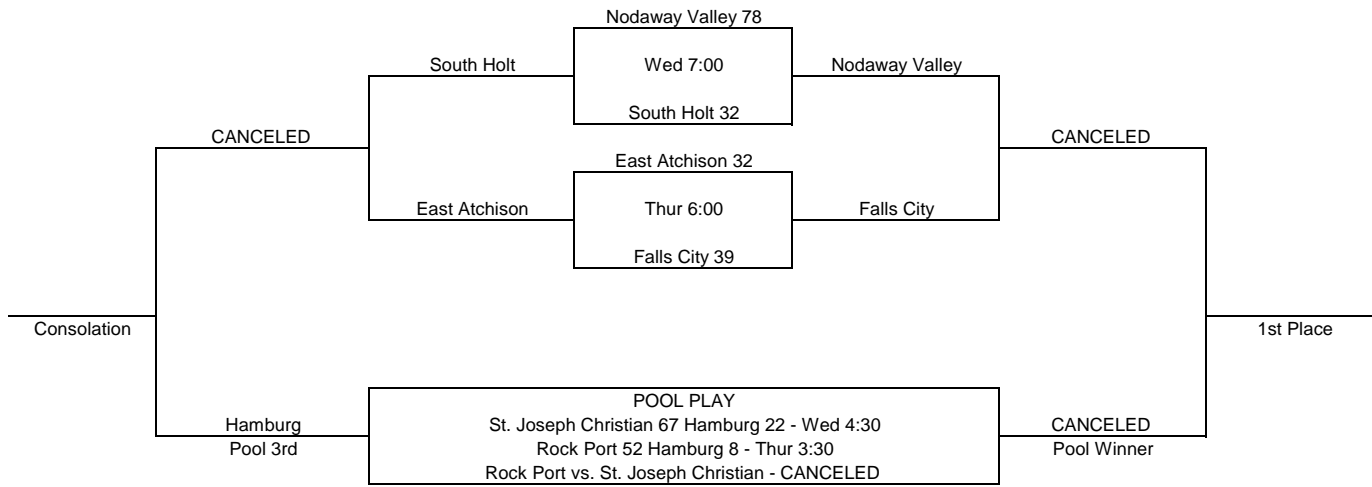 Nodaway Valley 78
South Holt
Wed 7:00
Nodaway Valley
South Holt 32
CANCELED
CANCELED
East Atchison 32
East Atchison
Thur 6:00
Falls City
Falls City 39
Consolation
1st Place
POOL PLAY
Hamburg
St. Joseph Christian 67 Hamburg 22 - Wed 4:30
CANCELED
Pool 3rd
Rock Port 52 Hamburg 8 - Thur 3:30
Pool Winner
Rock Port vs. St. Joseph Christian - CANCELED